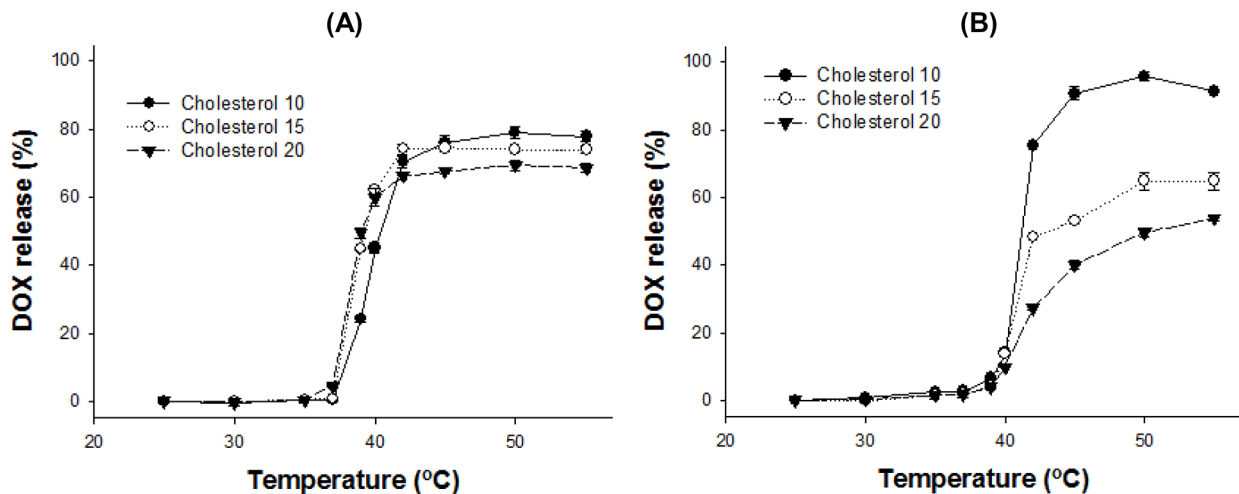 (A)
100
80
60
40
20
0
DOX release (%)
Cholesterol 10
Cholesterol 15
Cholesterol 20
20 30 40 50
Temperature (ºC)
(B)
100
80
60
40
20
0
DOX release (%)
Cholesterol 10
Cholesterol 15
Cholesterol 20
20 30 40 50
Temperature (ºC)